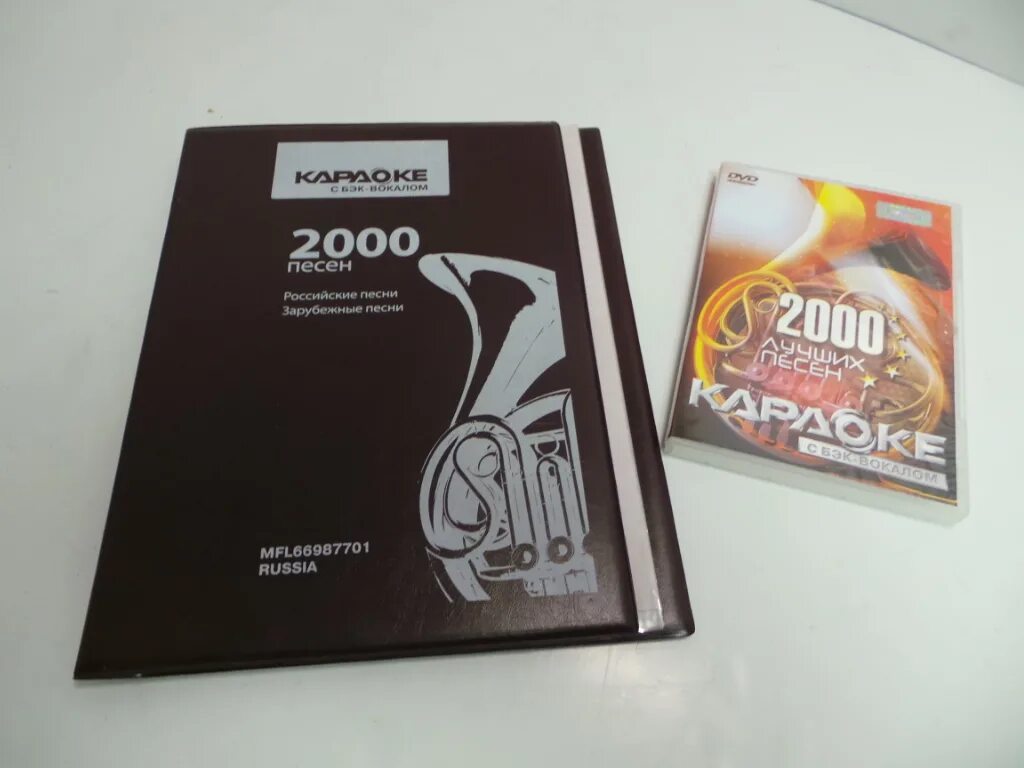 КАРАОКЕ
С БЭК-ВОКАЛОМ
2000
песен
Российские песни
Зарубежные песни
MFL66987701
RUSSIA
DVD
2000
ЛУЧШИХ
ПЕСЕН
КАРАОКЕ
С БЭК-ВОКАЛОМ